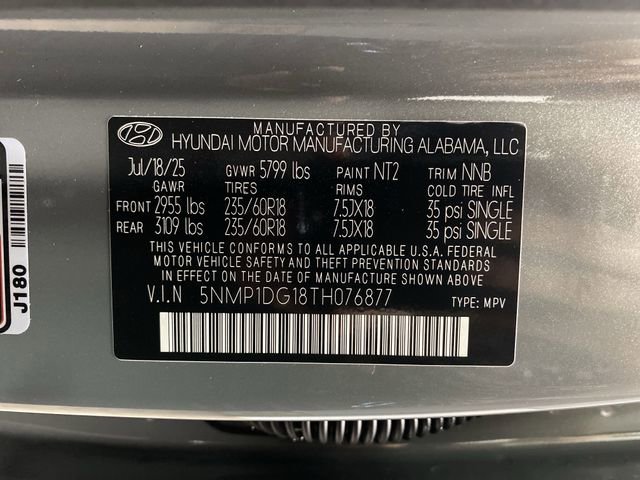 MANUFACTURED BY
HYUNDAI MOTOR MANUFACTURING ALABAMA, LLC
Jul/18/25 GVWR 5799 lbs PAINT NT2 TRIM NNB
GAWR TIRES RIMS COLD TIRE INFL
FRONT 2955 lbs 235/60R18 7.5JX18 35 psi SINGLE
REAR 3109 lbs 235/60R18 7.5JX18 35 psi SINGLE
THIS VEHICLE CONFORMS TO ALL APPLICABLE U.S.A. FEDERAL
MOTOR VEHICLE SAFETY AND THEFT PREVENTION STANDARDS IN
EFFECT ON THE DATE OF MANUFACTURE SHOWN ABOVE.
V.I.N 5NMP1DG18TH076877 TYPE: MPV
J180